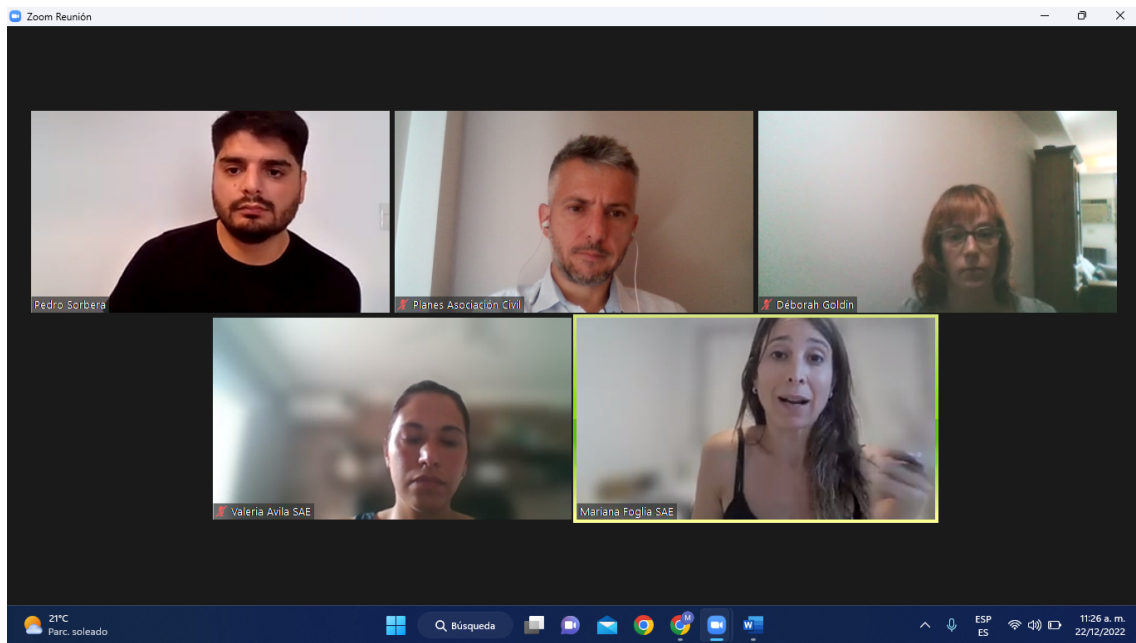 Zoom Reunión
Pedro Sorbera
Planes Asociación Civil
Déborah Goldin
Valeria Avila SAE
Mariana Foglia SAE
21°C
Parc. soleado
Búsqueda
M
W
ESP
ES
11:26 a. m.
22/12/2022